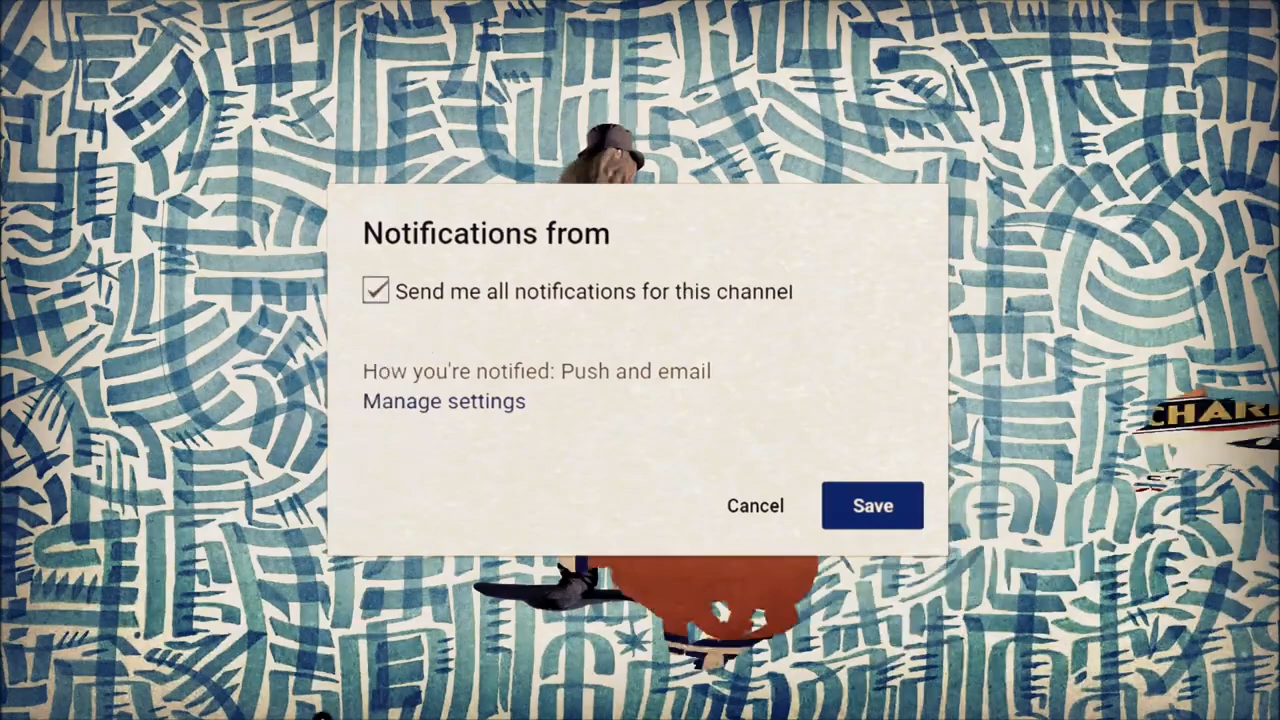 Notifications from
Send me all notifications for this channel
How you're notified: Push and email
Manage settings
Cancel
Save